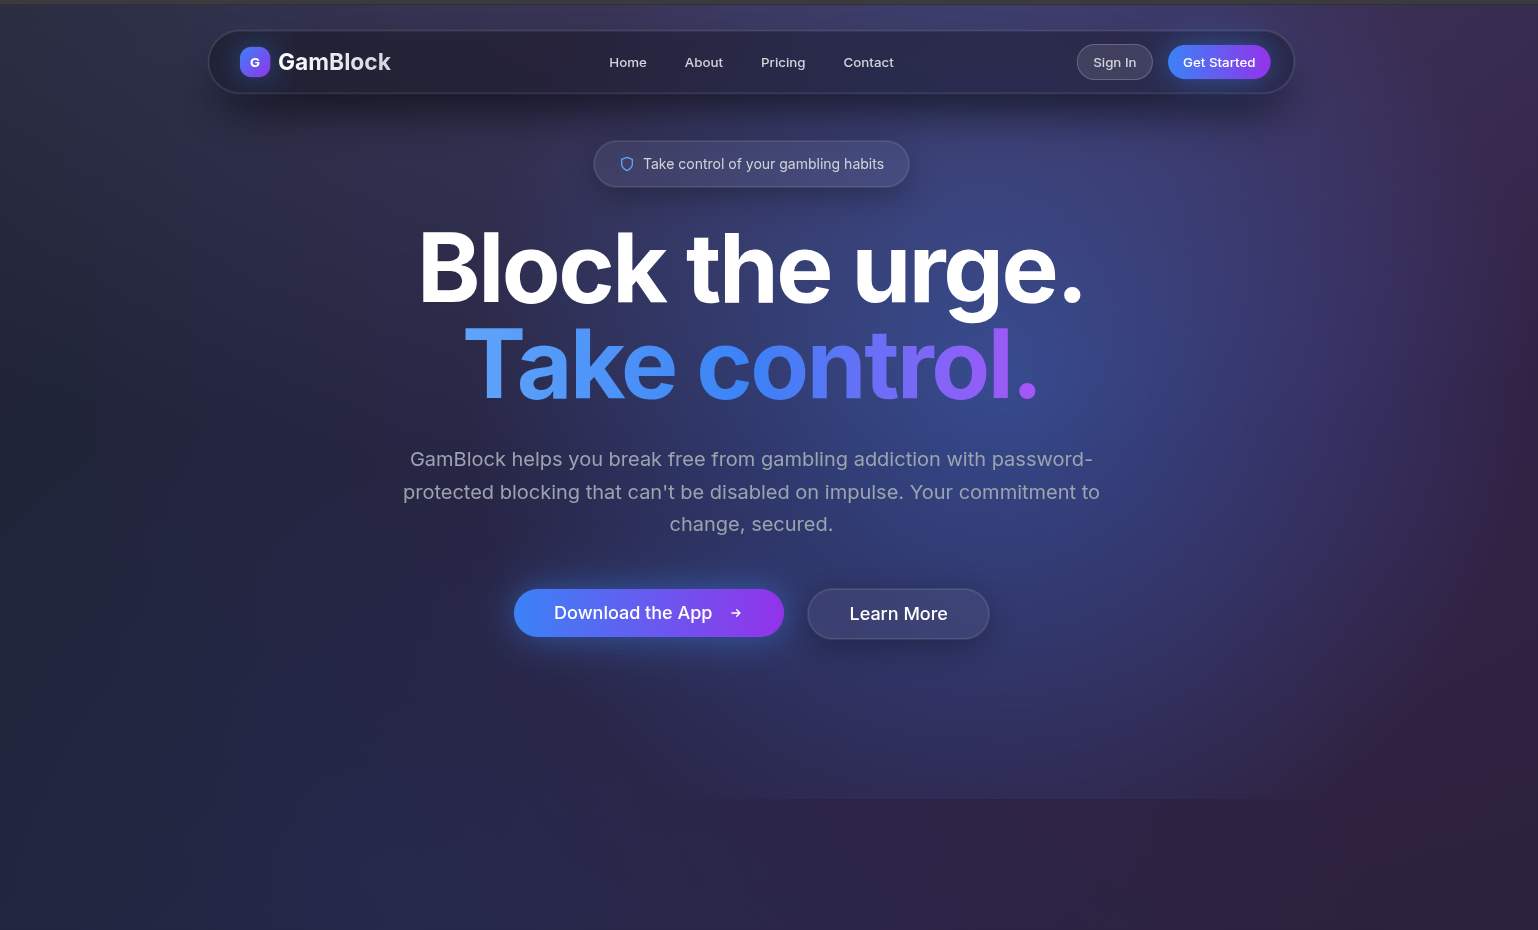 G GamBlock Home About Pricing Contact Sign In Get Started
Take control of your gambling habits
Block the urge.
Take control.
GamBlock helps you break free from gambling addiction with password-
protected blocking that can't be disabled on impulse. Your commitment to
change, secured.
Download the App → Learn More